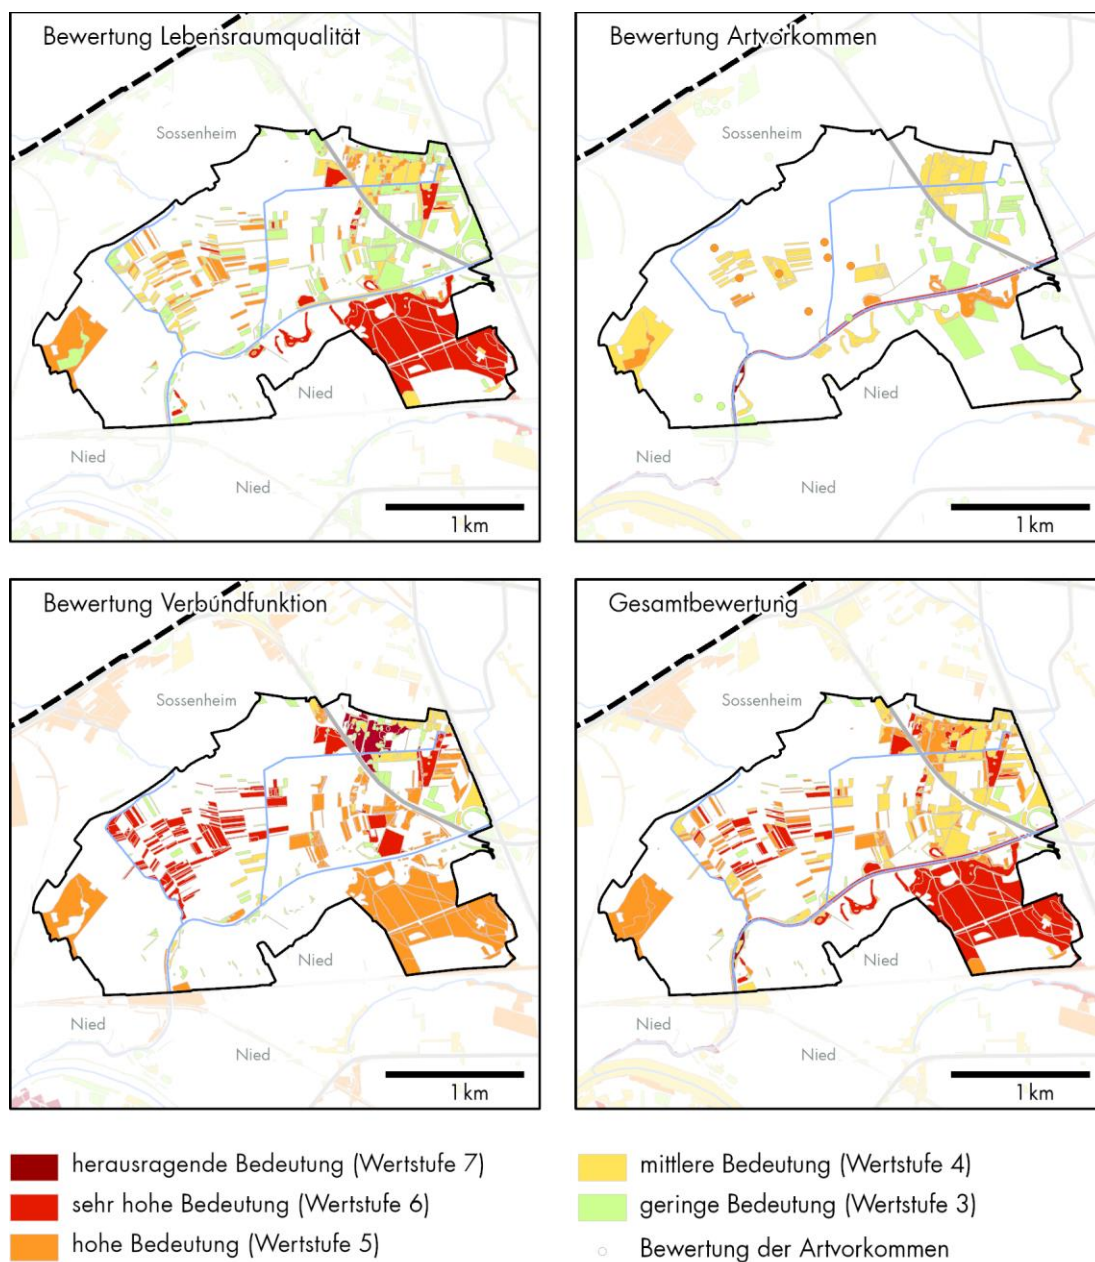 Bewertung Lebensraumqualität
Sossenheim
Nied
Nied
Nied
1 km
Bewertung Artvorkommen
Sossenheim
Nied
Nied
Nied
1 km
Bewertung Verbundfunktion
Sossenheim
Nied
Nied
Nied
1 km
Gesamtbewertung
Sossenheim
Nied
Nied
Nied
1 km
herausragende Bedeutung (Wertstufe 7)
sehr hohe Bedeutung (Wertstufe 6)
hohe Bedeutung (Wertstufe 5)
mittlere Bedeutung (Wertstufe 4)
geringe Bedeutung (Wertstufe 3)
Bewertung der Artvorkommen